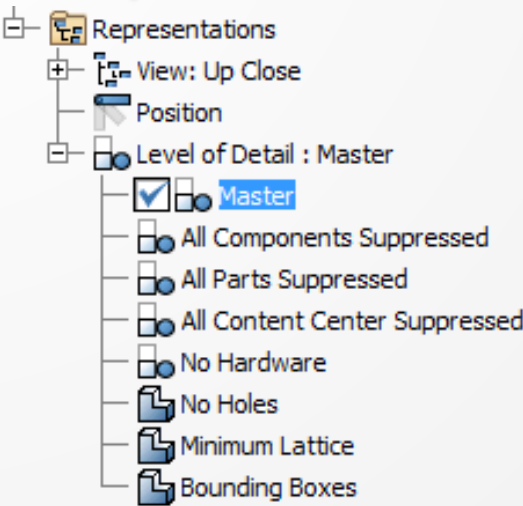 Representations
View: Up Close
Position
Level of Detail : Master
Master
All Components Suppressed
All Parts Suppressed
All Content Center Suppressed
No Hardware
No Holes
Minimum Lattice
Bounding Boxes